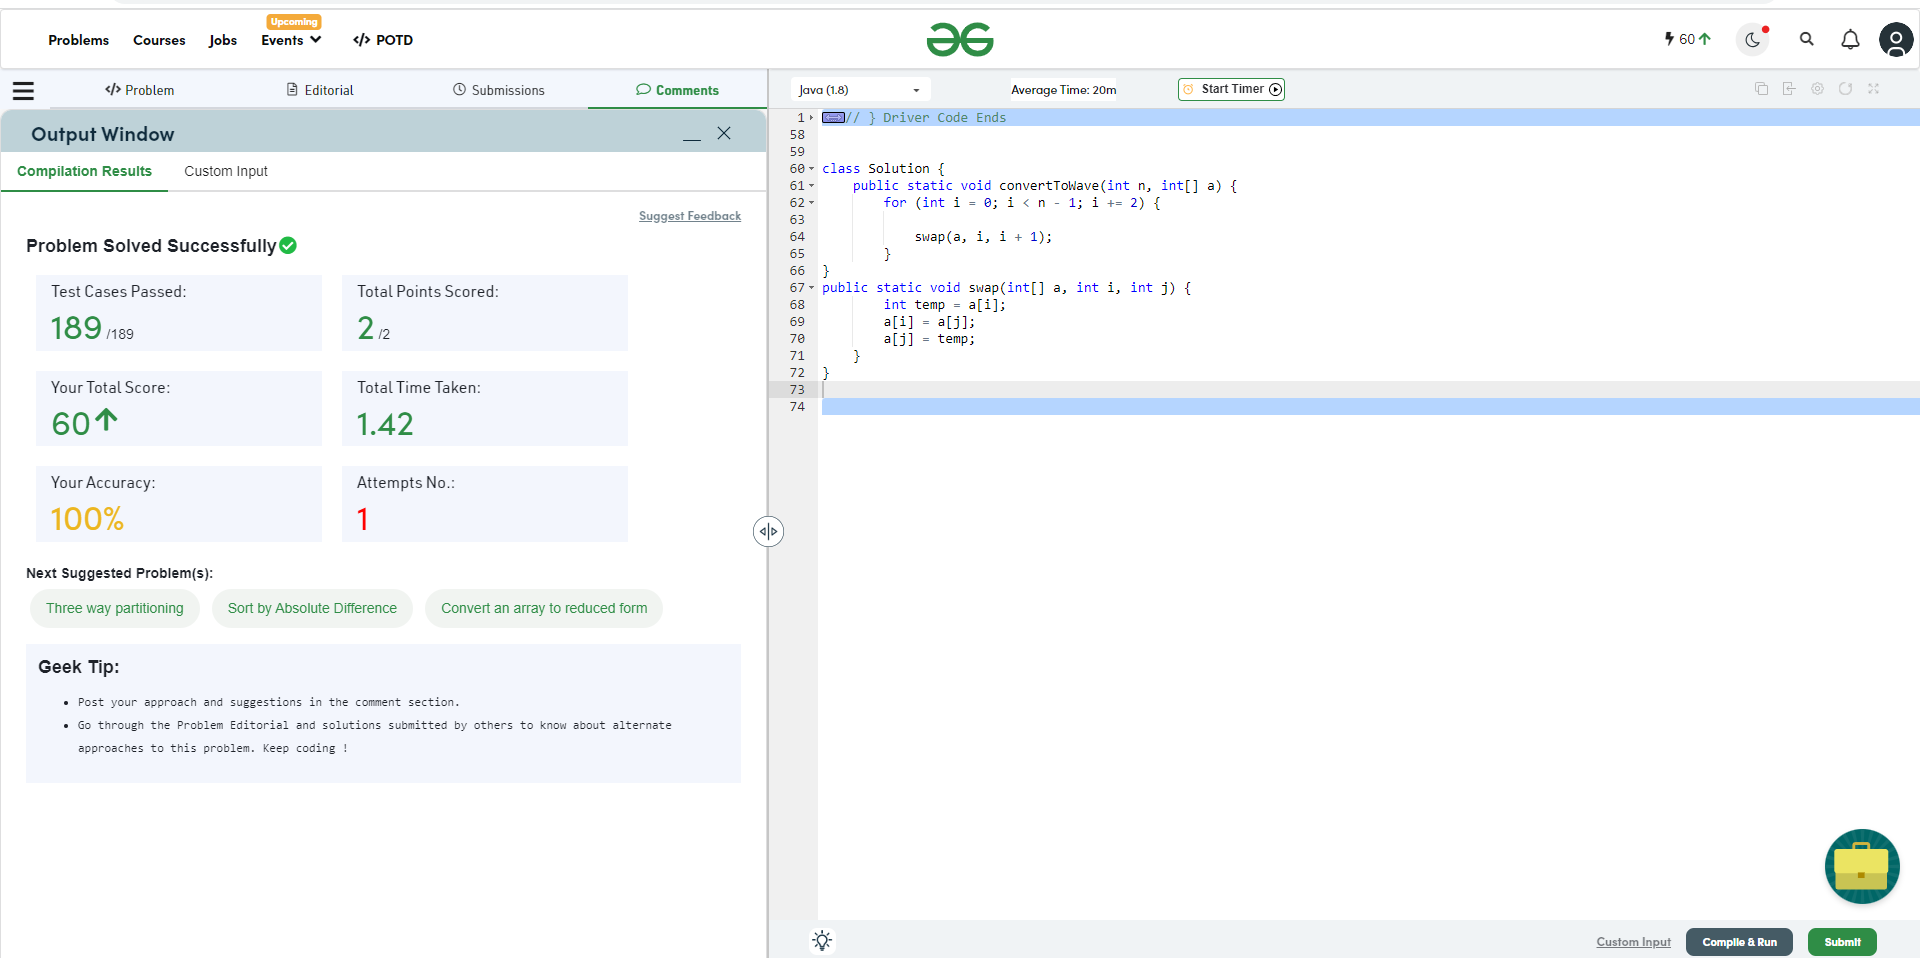 Problems Courses Jobs Upcoming Events </> POTD
60
</> Problem Editorial Submissions Comments
Output Window
Compilation Results Custom Input
Suggest Feedback
Problem Solved Successfully
Test Cases Passed: Total Points Scored:
189 /189 2 /2
Your Total Score: Total Time Taken:
60 1.42
Your Accuracy: Attempts No.:
100% 1
Next Suggested Problem(s):
Three way partitioning Sort by Absolute Difference Convert an array to reduced form
Geek Tip:
Post your approach and suggestions in the comment section.
Go through the Problem Editorial and solutions submitted by others to know about alternate
approaches to this problem. Keep coding !
Java (1.8) Average Time: 20m Start Timer
1 // } Driver Code Ends
58
59
60 class Solution {
61 public static void convertToWave(int n, int[] a) {
62 for (int i = 0; i < n - 1; i += 2) {
63
64 swap(a, i, i + 1);
65 }
66 }
67 public static void swap(int[] a, int i, int j) {
68 int temp = a[i];
69 a[i] = a[j];
70 a[j] = temp;
71 }
72 }
73
74
Custom Input Compile & Run Submit